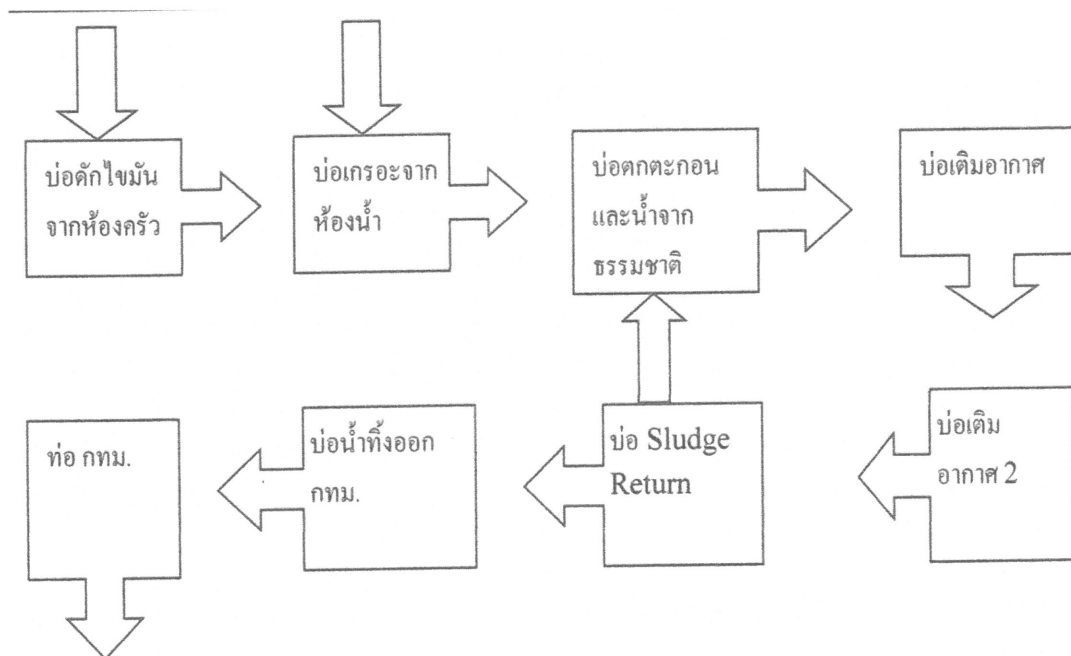 บ่อดักไขมัน
จากห้องครัว
บ่อเกรอะจาก
ห้องน้ำ
บ่อตกตะกอน
และน้ำจาก
ธรรมชาติ
บ่อเติมอากาศ
บ่อเติม
อากาศ 2
บ่อ Sludge
Return
บ่อน้ำทิ้งออก
กทม.
ท่อ กทม.